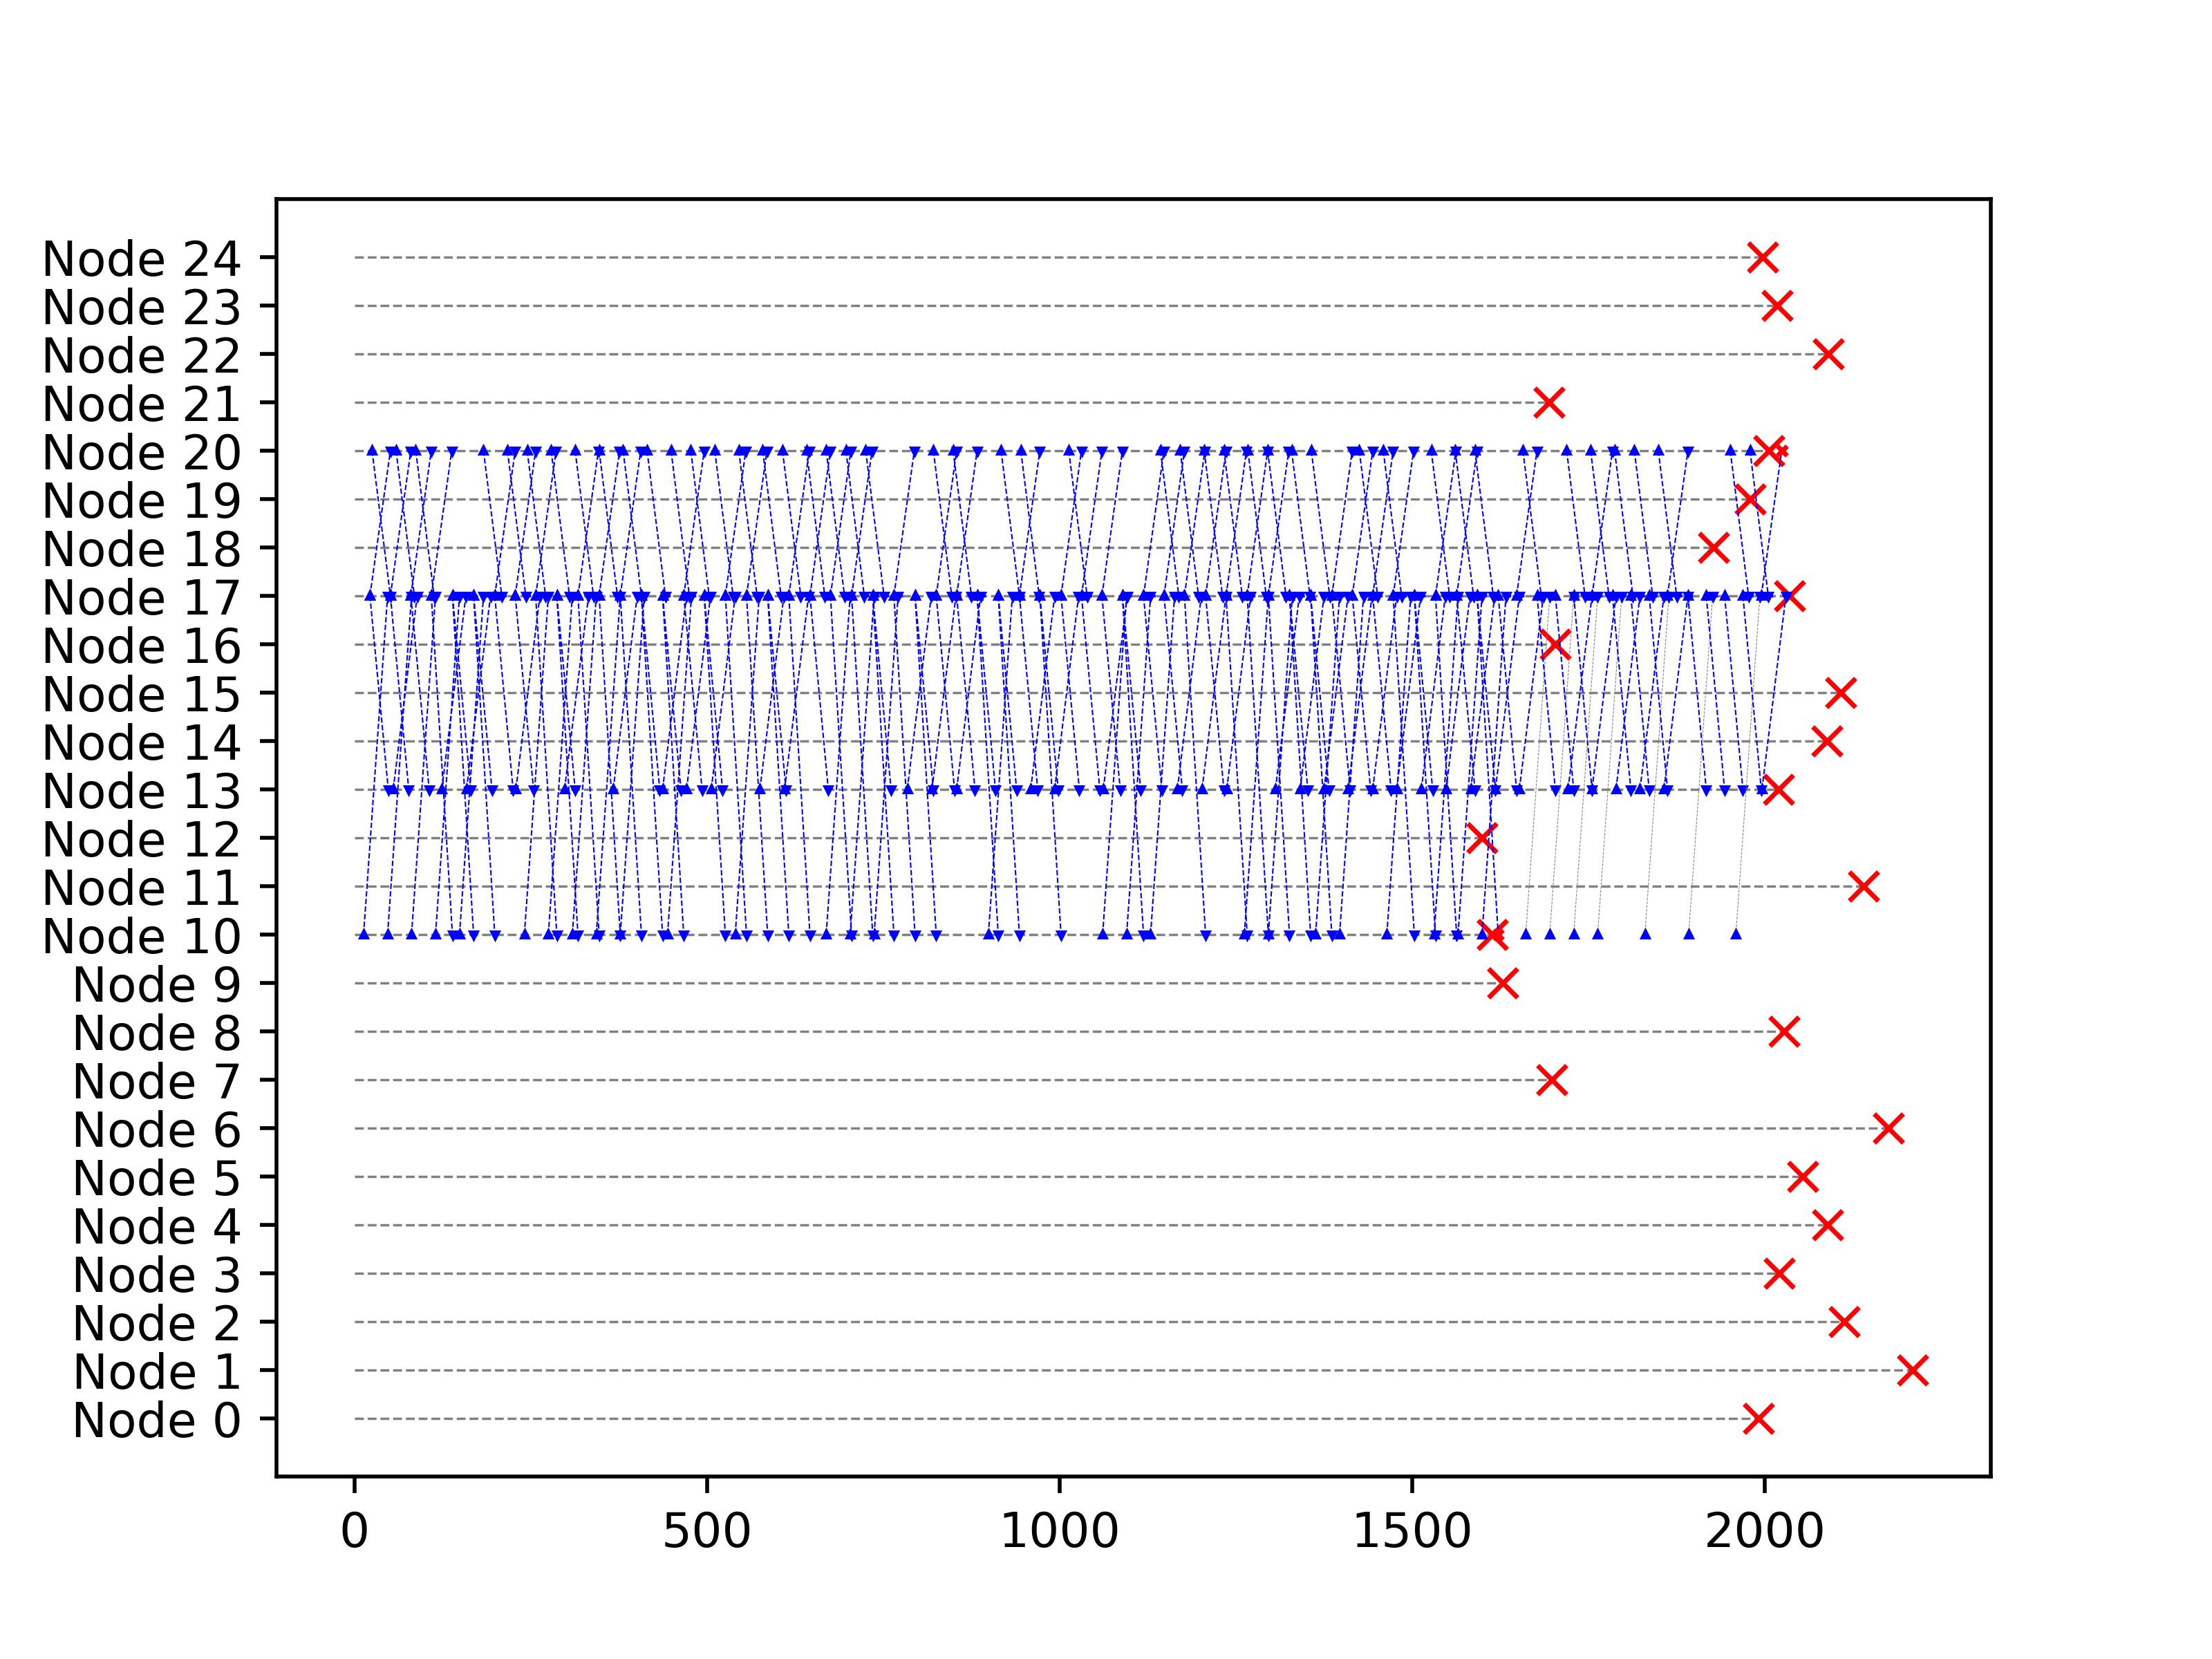 Node 24
Node 23
Node 22
Node 21
Node 20
Node 19
Node 18
Node 17
Node 16
Node 15
Node 14
Node 13
Node 12
Node 11
Node 10
Node 9
Node 8
Node 7
Node 6
Node 5
Node 4
Node 3
Node 2
Node 1
Node 0
0 500 1000 1500 2000